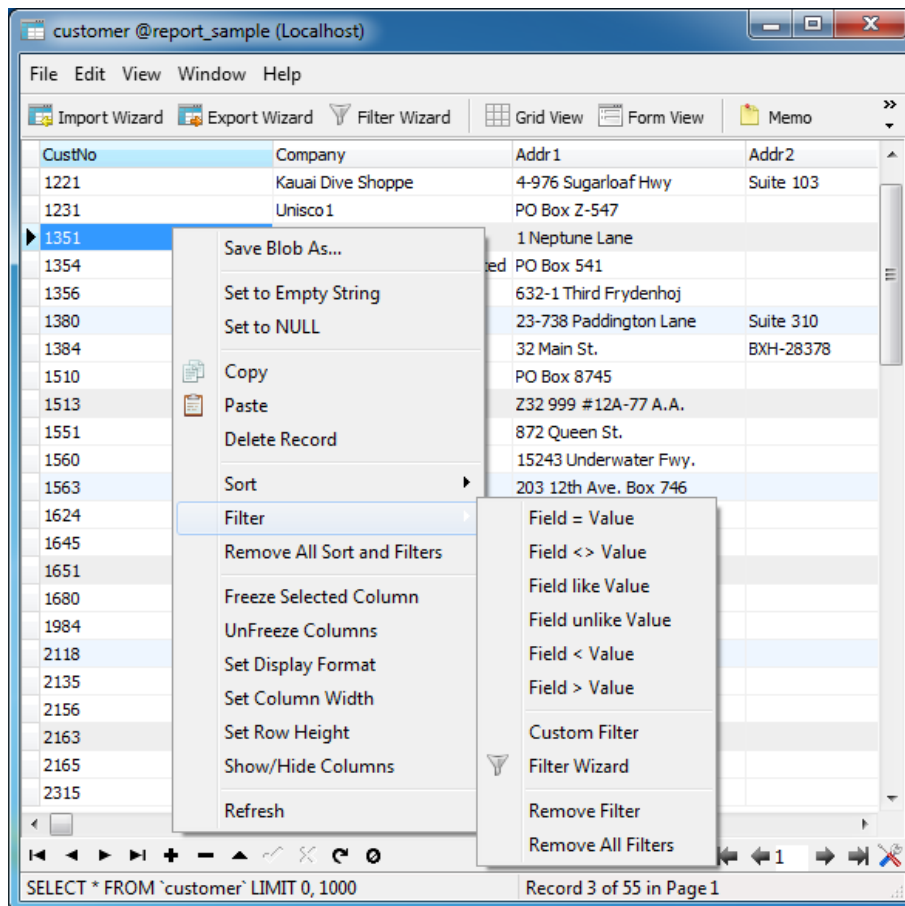 customer @report_sample (Localhost)
File Edit View Window Help
Import Wizard Export Wizard Filter Wizard Grid View Form View Memo »
CustNo Company Addr1 Addr2
1221 Kauai Dive Shoppe 4-976 Sugarloaf Hwy Suite 103
1231 Unisco1 PO Box Z-547
1351 1 Neptune Lane
1354 PO Box 541
1356 632-1 Third Frydenhoj
1380 23-738 Paddington Lane Suite 310
1384 32 Main St. BXH-28378
1510 PO Box 8745
1513 Z32 999 #12A-77 A.A.
1551 872 Queen St.
1560 15243 Underwater Fwy.
1563 203 12th Ave. Box 746
1624
1645
1651
1680
1984
2118
2135
2156
2163
2165
2315
Save Blob As...
Set to Empty String
Set to NULL
Copy
Paste
Delete Record
Sort
Filter
Remove All Sort and Filters
Freeze Selected Column
UnFreeze Columns
Set Display Format
Set Column Width
Set Row Height
Show/Hide Columns
Refresh
Field = Value
Field <> Value
Field like Value
Field unlike Value
Field < Value
Field > Value
Custom Filter
Filter Wizard
Remove Filter
Remove All Filters
1
SELECT * FROM `customer` LIMIT 0, 1000 Record 3 of 55 in Page 1